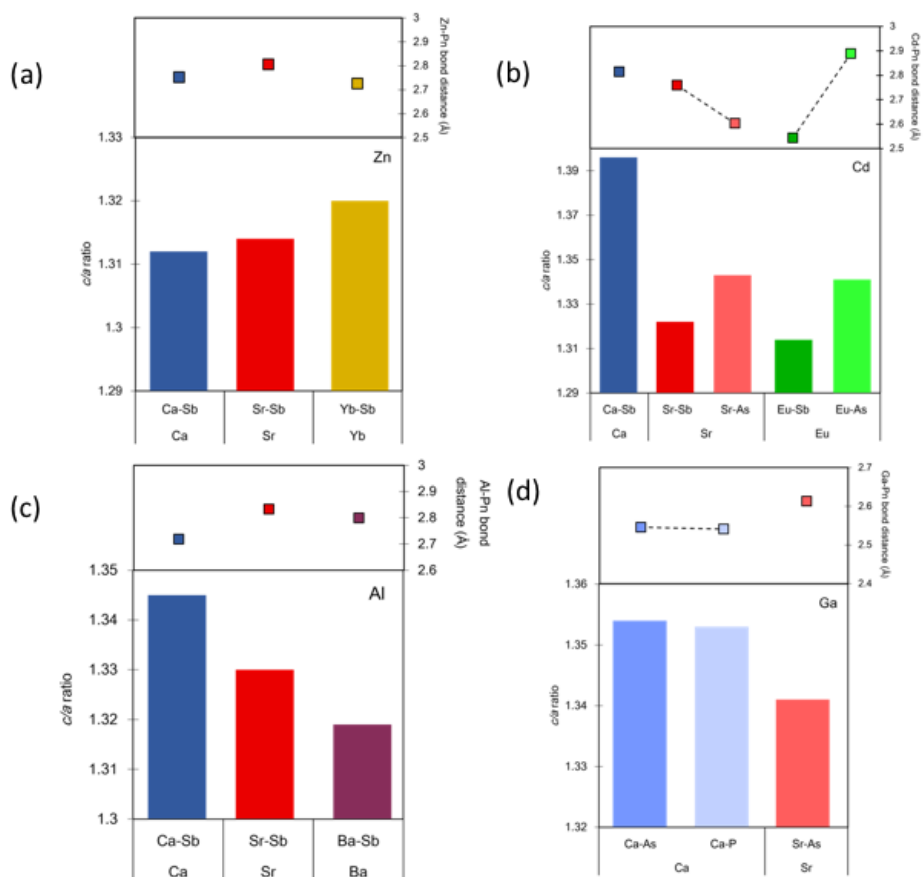 (a)
3
2.9
2.8
2.7
2.6
2.5
Zn-Pn bond
distance (Å)
1.33
1.32
1.31
1.3
1.29
c/a ratio
Zn
Ca-Sb
Sr-Sb
Yb-Sb
Ca
Sr
Yb
(b)
3
2.9
2.8
2.7
2.6
2.5
Cd-Pn bond
distance (Å)
1.39
1.37
1.35
1.33
1.31
1.29
c/a ratio
Cd
Ca-Sb
Sr-Sb
Sr-As
Eu-Sb
Eu-As
Ca
Sr
Eu
(c)
3
2.9
2.8
2.7
2.6
Al-Pn bond
distance (Å)
1.35
1.34
1.33
1.32
1.31
1.3
c/a ratio
Al
Ca-Sb
Sr-Sb
Ba-Sb
Ca
Sr
Ba
(d)
2.7
2.6
2.5
2.4
Ga-Pn bond
distance (Å)
1.36
1.35
1.34
1.33
1.32
c/a ratio
Ga
Ca-As
Ca-P
Sr-As
Ca
Sr